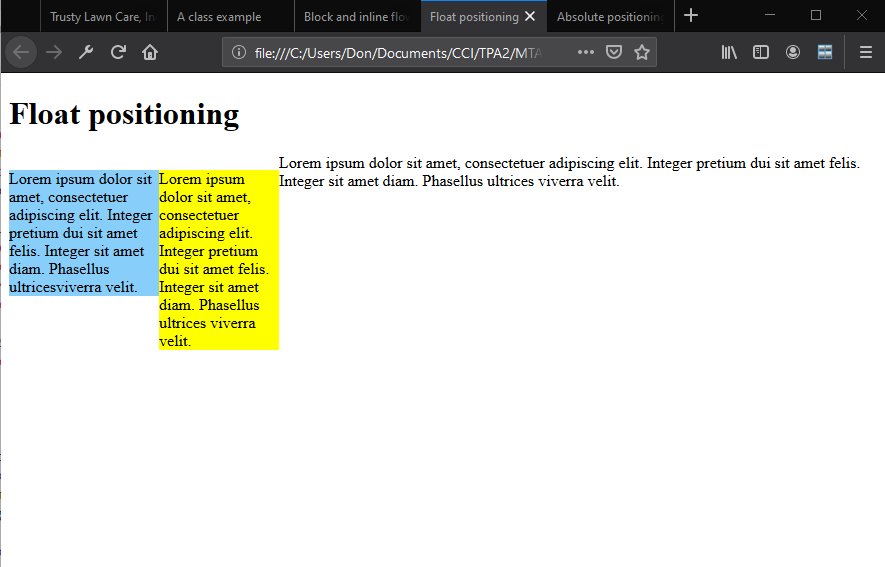 Trusty Lawn Care, In
A class example
Block and inline flow
Float positioning
Absolute positioning
file:///C:/Users/Don/Documents/CCI/TPA2/MTA
Float positioning
Lorem ipsum dolor sit
amet, consectetuer
adipiscing elit. Integer
pretium dui sit amet
felis. Integer sit amet
diam. Phasellus
ultricesviverra velit.
Lorem ipsum
dolor sit amet,
consectetuer
adipiscing elit.
Integer pretium
dui sit amet felis.
Integer sit amet
diam. Phasellus
ultrices viverra
velit.
Lorem ipsum dolor sit amet, consectetuer adipiscing elit. Integer pretium dui sit amet felis.
Integer sit amet diam. Phasellus ultrices viverra velit.